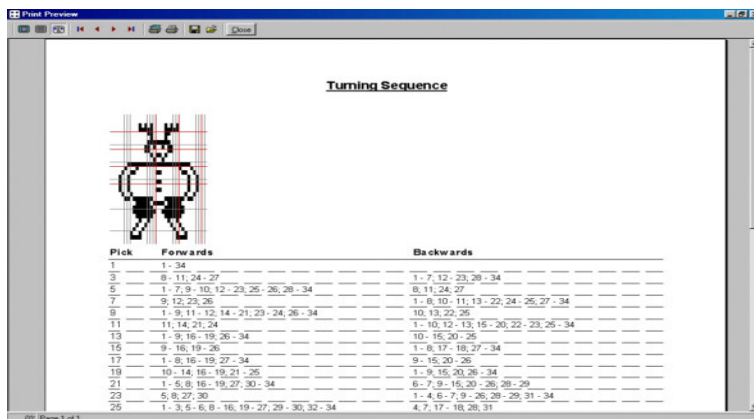 Print Preview
Close
Turning Sequence
Pick Forwards Backwards
1 1 - 34
3 8 - 11; 24 - 27 1 - 7; 12 - 23; 28 - 34
5 1 - 7; 9 - 10; 12 - 23; 25 - 26; 28 - 34 8; 11; 24; 27
7 9; 12; 23; 26 1 - 8; 10 - 11; 13 - 22; 24 - 25; 27 - 34
9 1 - 9; 11 - 12; 14 - 21; 23 - 24; 26 - 34 10; 13; 22; 25
11 11; 14; 21; 24 1 - 10; 12 - 13; 15 - 20; 22 - 23; 25 - 34
13 1 - 9; 16 - 19; 26 - 34 10 - 15; 20 - 25
15 9 - 16; 19 - 26 1 - 8; 17 - 18; 27 - 34
17 1 - 8; 16 - 19; 27 - 34 9 - 15; 20 - 26
19 10 - 14; 16 - 19; 21 - 25 1 - 9; 15; 20; 26 - 34
21 1 - 5; 8; 16 - 19; 27; 30 - 34 6 - 7; 9 - 15; 20 - 26; 28 - 29
23 5; 8; 27; 30 1 - 4; 6 - 7; 9 - 26; 28 - 29; 31 - 34
25 1 - 3; 5 - 6; 8 - 16; 19 - 27; 29 - 30; 32 - 34 4; 7; 17 - 18; 28; 31
0% Page 1 of 1